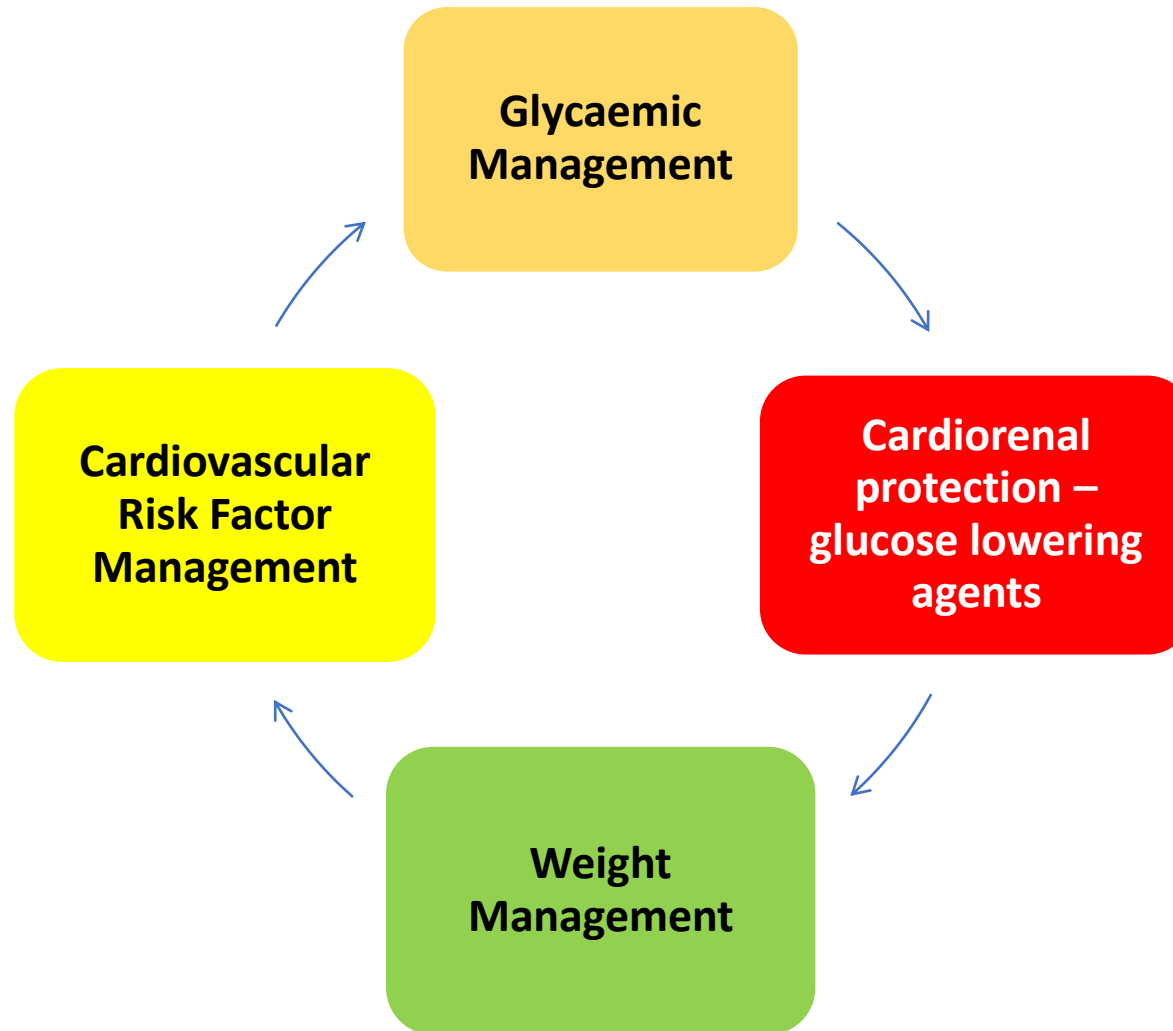 Glycaemic
Management
Cardiovascular
Risk Factor
Management
Cardiorenal
protection –
glucose lowering
agents
Weight
Management